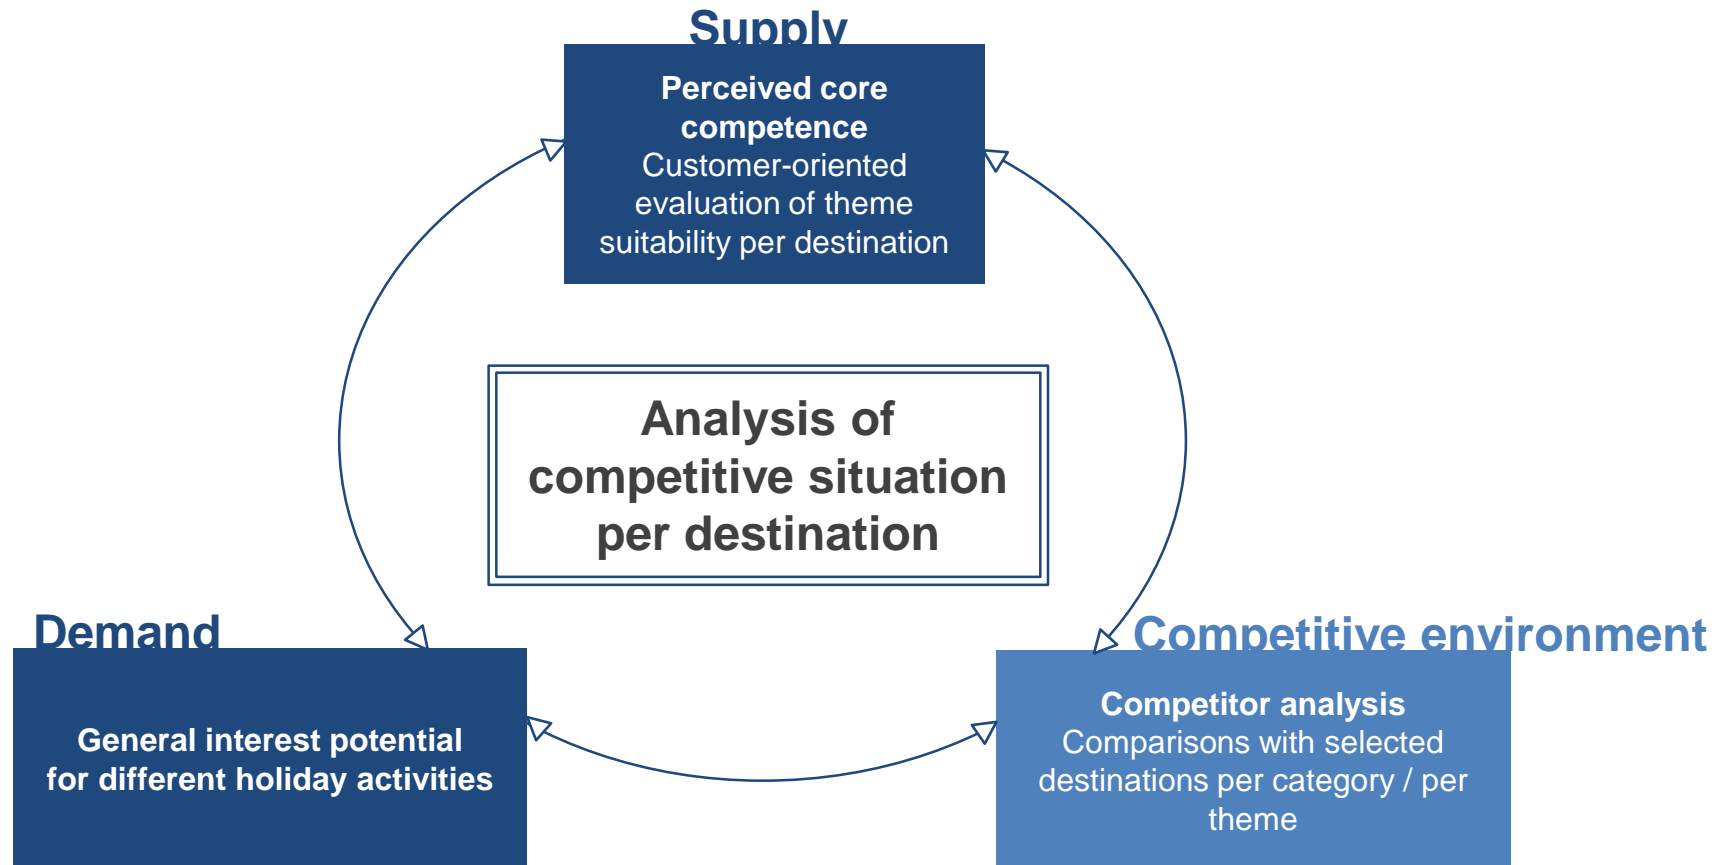 Supply
Perceived core
competence
Customer-oriented
evaluation of theme
suitability per destination
Analysis of
competitive situation
per destination
Demand
General interest potential
for different holiday activities
Competitive environment
Competitor analysis
Comparisons with selected
destinations per category / per
theme